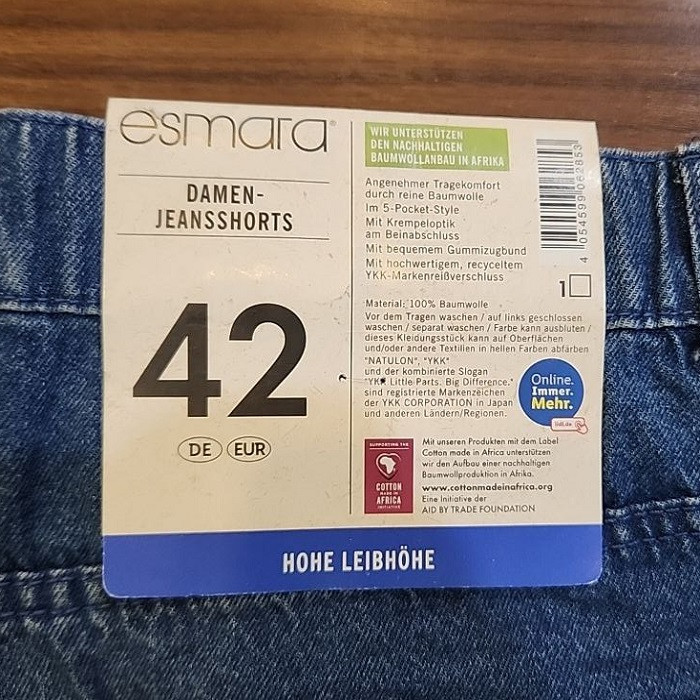 esmara®
DAMEN-
JEANSSHORTS
42
DE EUR
WIR UNTERSTÜTZEN
DEN NACHHALTIGEN
BAUMWOLLANBAU IN AFRIKA
Angenehmer Tragekomfort
durch reine Baumwolle
Im 5-Pocket-Style
Mit Krempeloptik
am Beinabschluss
Mit bequemem Gummizugbund
Mit hochwertigem, recyceltem
YKK-Markenreißverschluss
4 054599 062853
1
Material: 100% Baumwolle
Vor dem Tragen waschen / auf links geschlossen
waschen / separat waschen / Farbe kann ausbluten /
dieses Kleidungsstück kann auf Oberflächen
und/oder andere Textilien in hellen Farben abfärben
"NATULON", "YKK"
und der kombinierte Slogan
"YKK Little Parts. Big Difference."
sind registrierte Markenzeichen
der YKK CORPORATION in Japan
und anderen Ländern/Regionen.
Online.
Immer.
Mehr.
lidl.de
SUPPORTING THE
COTTON
MADE IN
AFRICA
INITIATIVE
Mit unseren Produkten mit dem Label
Cotton made in Africa unterstützen
wir den Aufbau einer nachhaltigen
Baumwollproduktion in Afrika.
www.cottonmadeinafrica.org
Eine Initiative der
AID BY TRADE FOUNDATION
HOHE LEIBHÖHE